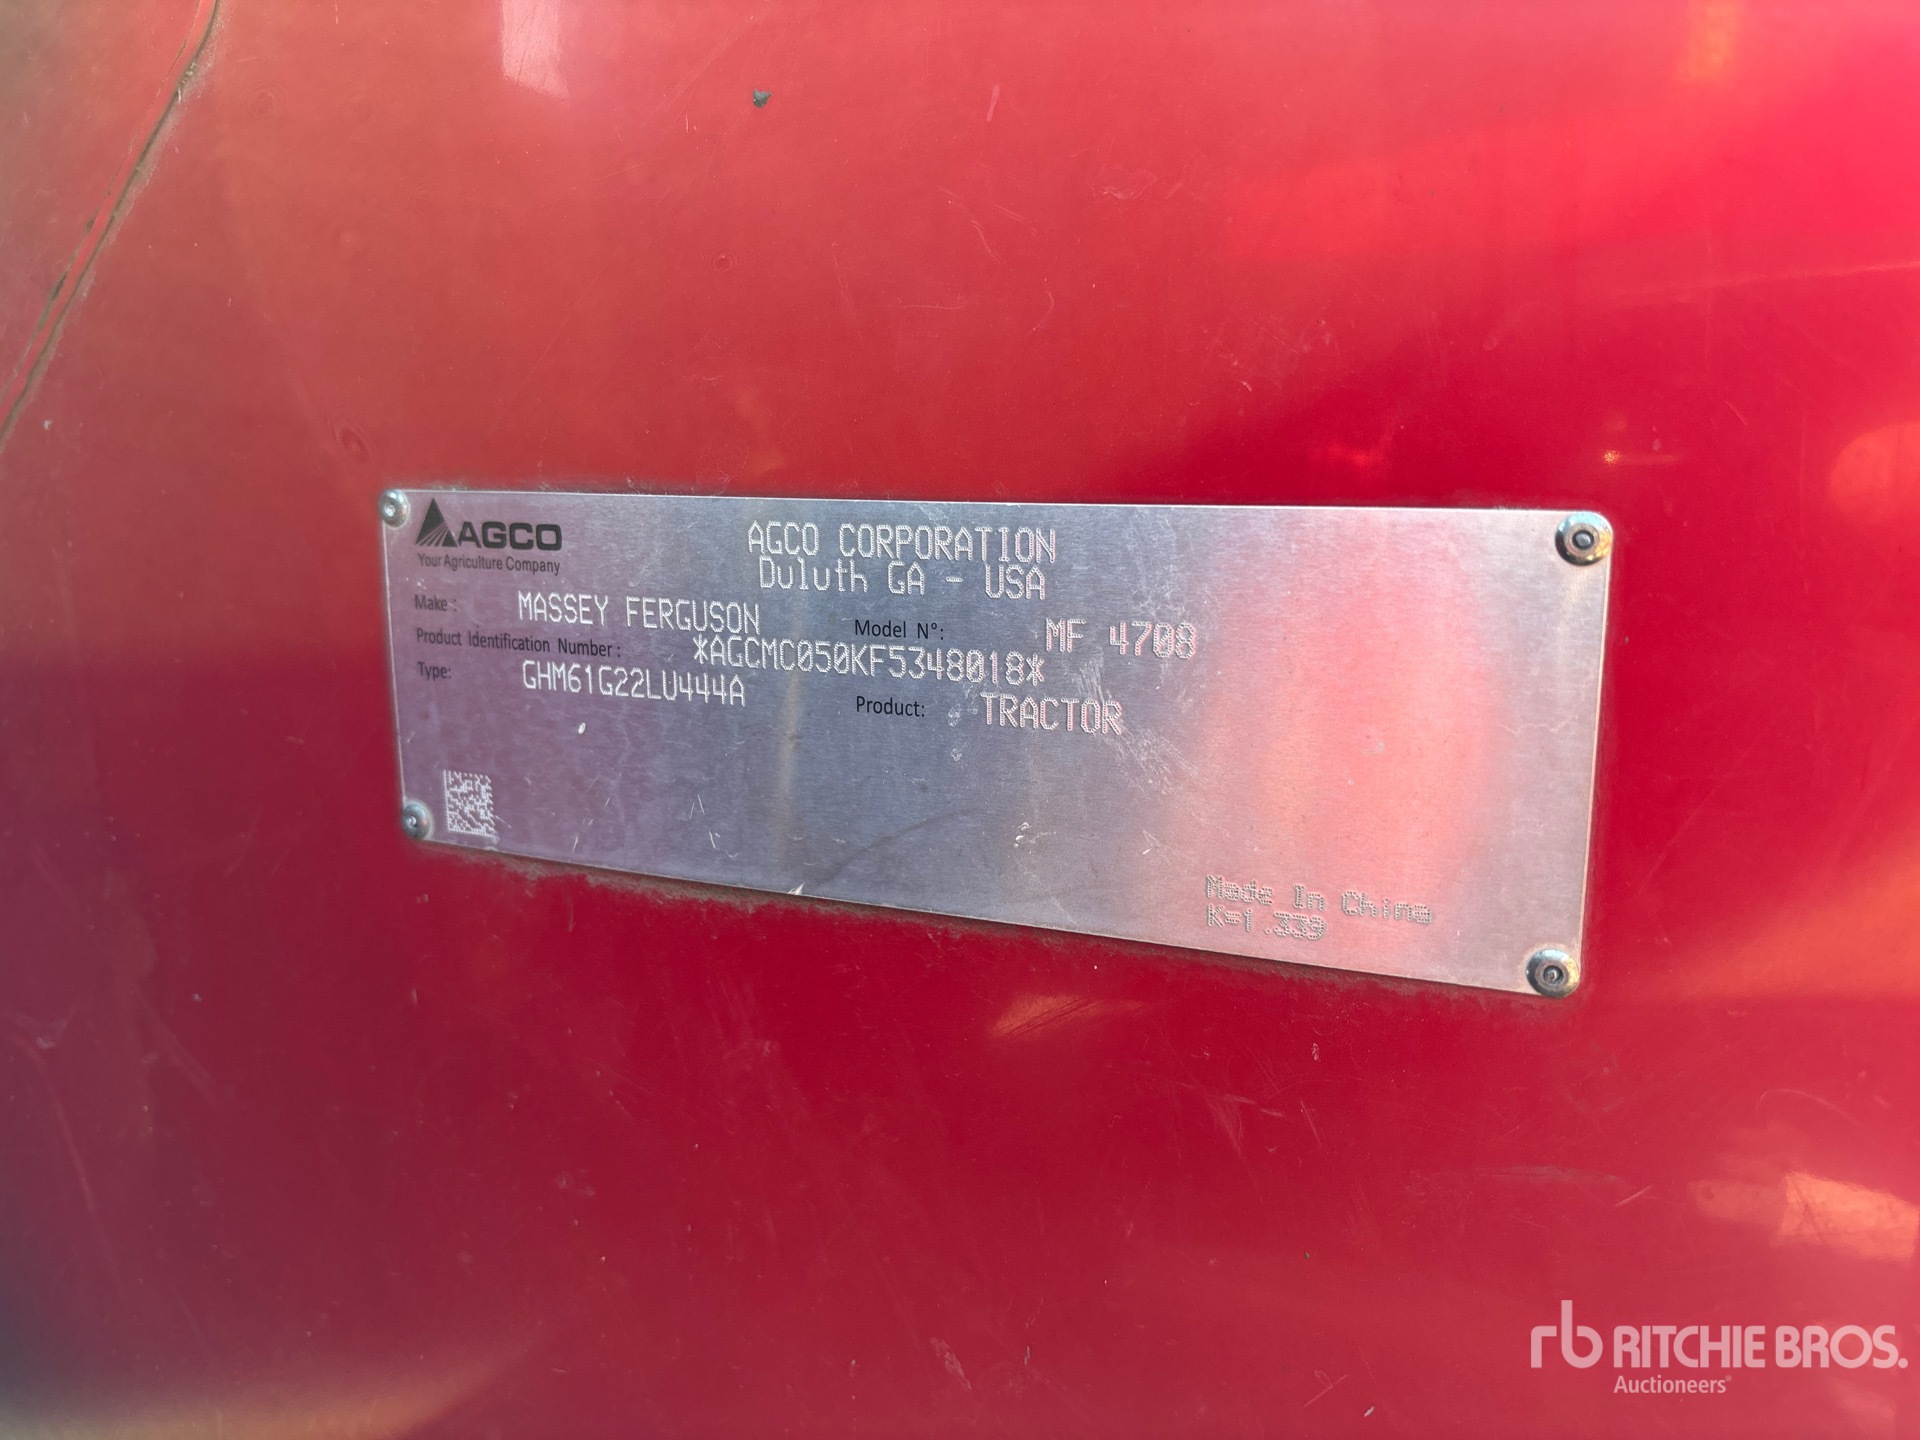 AGCO
Your Agriculture Company
AGCO CORPORATION
Duluth GA - USA
Make : MASSEY FERGUSON Model N°: MF 4708
Product Identification Number : *AGCMC050KF5348018*
Type: GHM61G22LU444A Product: TRACTOR
Made In China
K=1.339
rb RITCHIE BROS.
Auctioneers